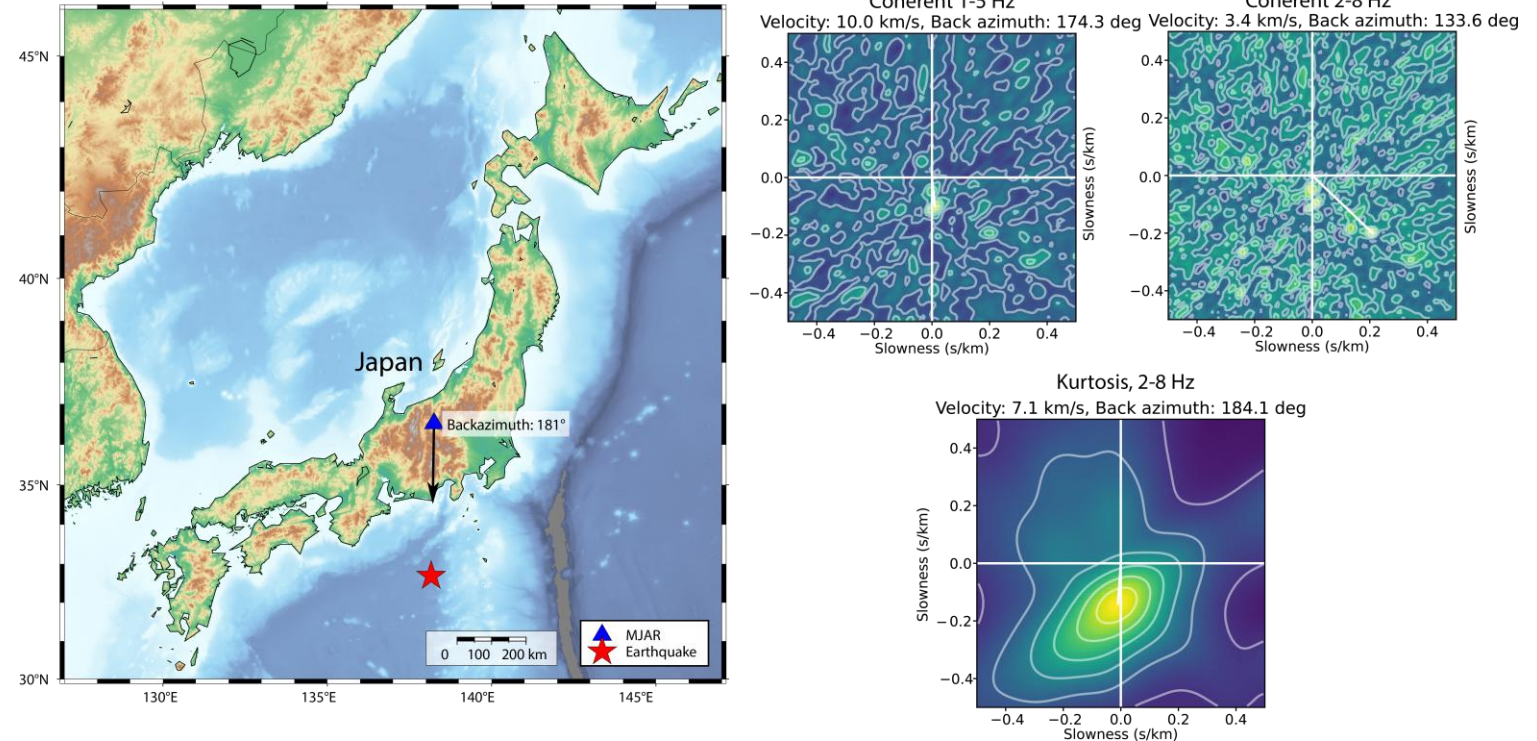 45°N
40°N
35°N
30°N
130°E
135°E
140°E
145°E
Japan
Backazimuth: 181°
0 100 200 km
MJAR
Earthquake
Coherent 1-5 Hz
Velocity: 10.0 km/s, Back azimuth: 174.3 deg
0.4
0.2
0.0
−0.2
−0.4
−0.4 −0.2 0.0 0.2 0.4
Slowness (s/km)
Slowness (s/km)
Coherent 2-8 Hz
Velocity: 3.4 km/s, Back azimuth: 133.6 deg
0.4
0.2
0.0
−0.2
−0.4
−0.4 −0.2 0.0 0.2 0.4
Slowness (s/km)
Slowness (s/km)
Kurtosis, 2-8 Hz
Velocity: 7.1 km/s, Back azimuth: 184.1 deg
Slowness (s/km)
0.4
0.2
0.0
−0.2
−0.4
−0.4 −0.2 0.0 0.2 0.4
Slowness (s/km)